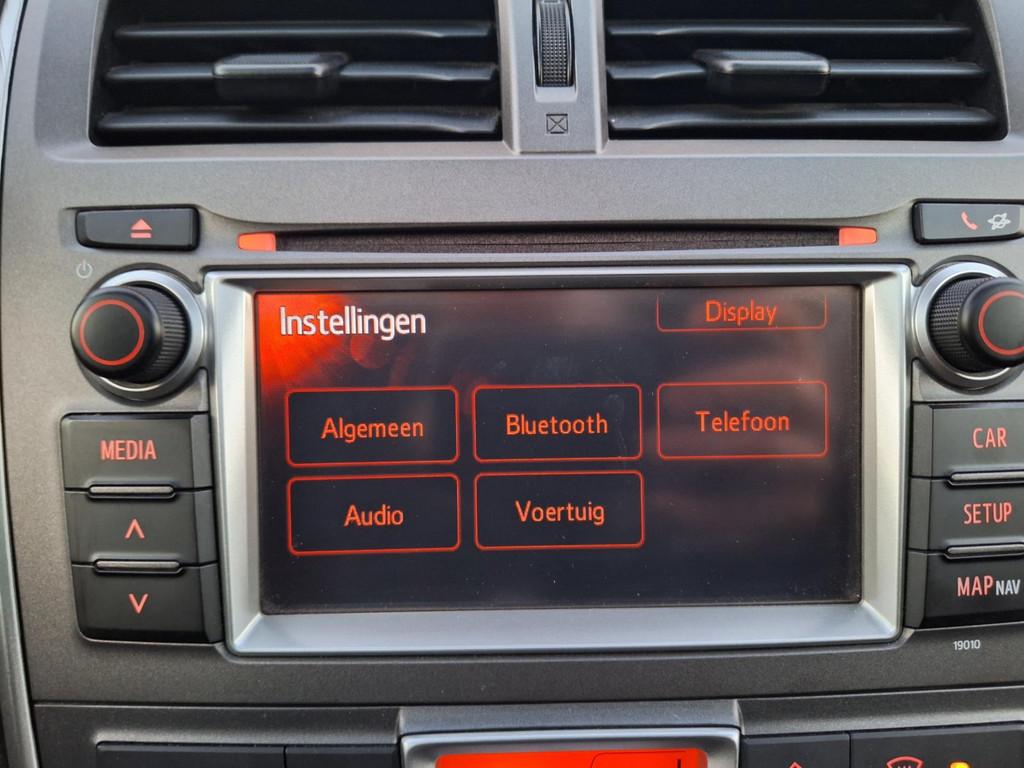 Instellingen
Display
Algemeen
Bluetooth
Telefoon
Audio
Voertuig
MEDIA
CAR
SETUP
MAP NAV
19010